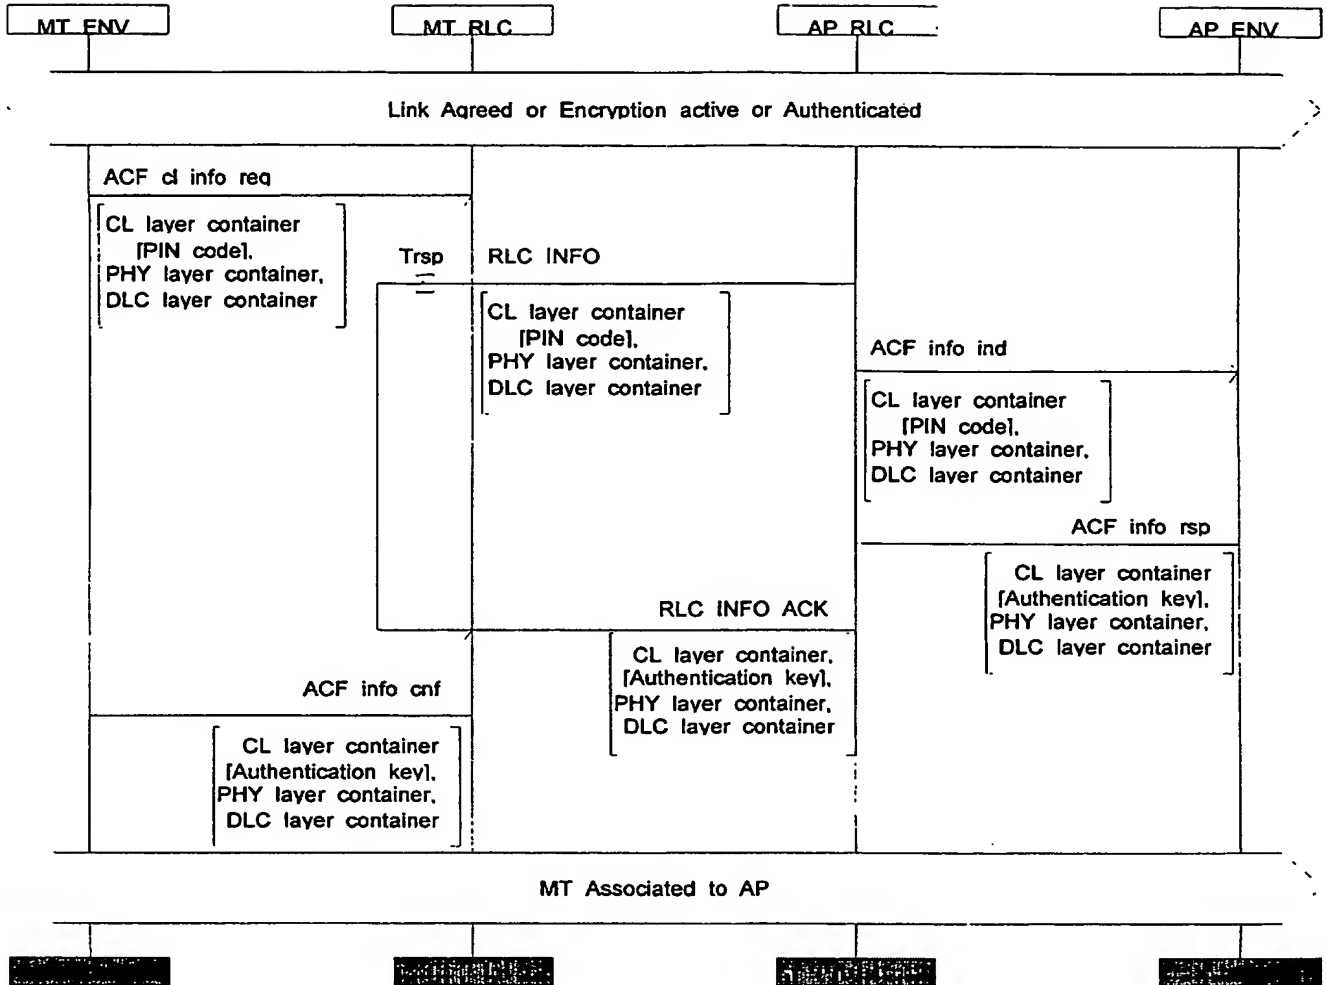 MT ENV
MT RLC
AP RLC
AP ENV
Link Agreed or Encryption active or Authenticated
ACF cl info req
CL layer container
[PIN code],
PHY layer container,
DLC layer container
Trsp
RLC INFO
CL layer container
[PIN code],
PHY layer container,
DLC layer container
ACF info ind
CL layer container
[PIN code],
PHY layer container,
DLC layer container
ACF info rsp
CL layer container
[Authentication key],
PHY layer container,
DLC layer container
RLC INFO ACK
CL layer container,
[Authentication key],
PHY layer container,
DLC layer container
ACF info cnf
CL layer container
[Authentication key],
PHY layer container,
DLC layer container
MT Associated to AP